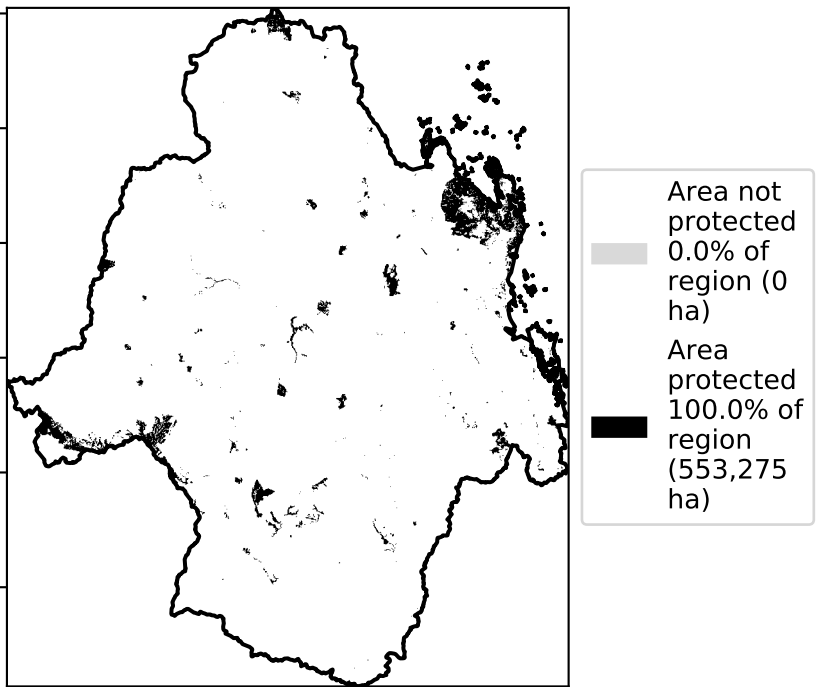 Area not
protected
0.0% of
region (0
ha)
Area
protected
100.0% of
region
(553,275
ha)